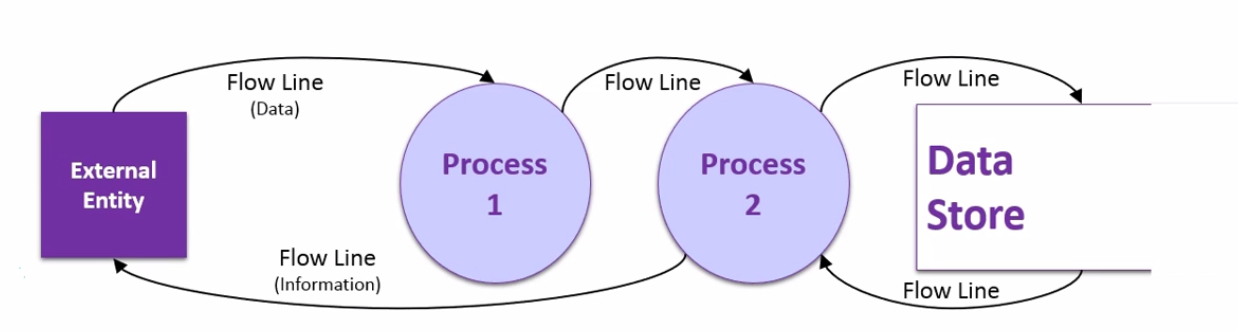 Flow Line
(Data)
Flow Line
Flow Line
External
Entity
Process
1
Process
2
Data
Store
Flow Line
(Information)
Flow Line